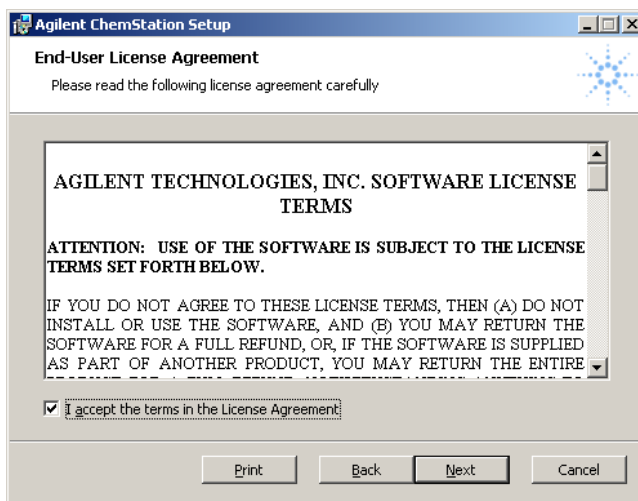 Agilent ChemStation Setup
End-User License Agreement
Please read the following license agreement carefully
AGILENT TECHNOLOGIES, INC. SOFTWARE LICENSE
TERMS
ATTENTION: USE OF THE SOFTWARE IS SUBJECT TO THE LICENSE
TERMS SET FORTH BELOW.
IF YOU DO NOT AGREE TO THESE LICENSE TERMS, THEN (A) DO NOT
INSTALL OR USE THE SOFTWARE, AND (B) YOU MAY RETURN THE
SOFTWARE FOR A FULL REFUND, OR, IF THE SOFTWARE IS SUPPLIED
AS PART OF ANOTHER PRODUCT, YOU MAY RETURN THE ENTIRE
I accept the terms in the License Agreement
Print Back Next Cancel